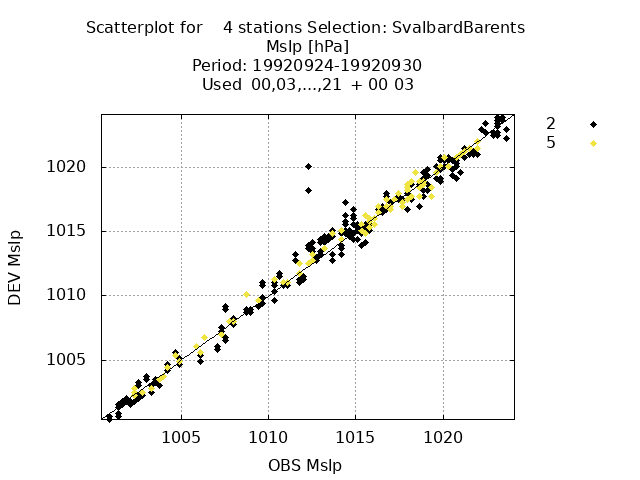 Scatterplot for    4 stations Selection: SvalbardBarents
Mslp [hPa]
Period: 19920924-19920930
Used  00,03,...,21  + 00 03
2
5
1020
1015
1010
1005
DEV Mslp
1005 1010 1015 1020
OBS Mslp